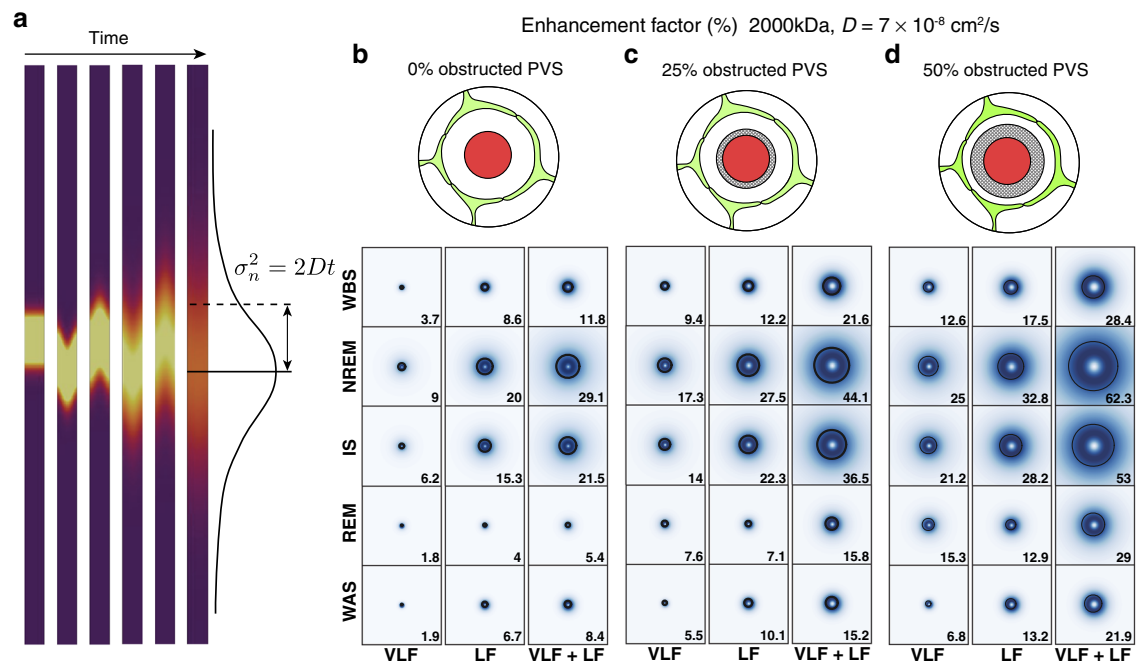 a
Time
σ_n^2 = 2Dt
Enhancement factor (%) 2000kDa, D = 7 × 10⁻⁸ cm²/s
b
0% obstructed PVS
c
25% obstructed PVS
d
50% obstructed PVS
WBS
3.7
8.6
11.8
9.4
12.2
21.6
12.6
17.5
28.4
NREM
9
20
29.1
17.3
27.5
44.1
25
32.8
62.3
IS
6.2
15.3
21.5
14
22.3
36.5
21.2
28.2
53
REM
1.8
4
5.4
7.6
7.1
15.8
15.3
12.9
29
WAS
1.9
6.7
8.4
5.5
10.1
15.2
6.8
13.2
21.9
VLF
LF
VLF + LF
VLF
LF
VLF + LF
VLF
LF
VLF + LF